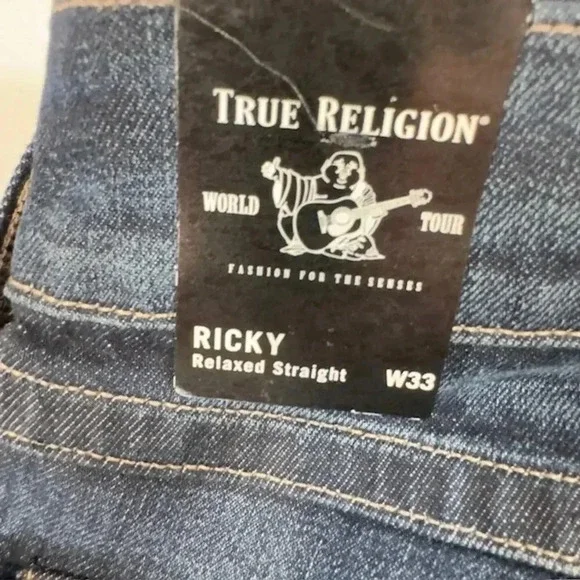 TRUE RELIGION®
WORLD TOUR
FASHION FOR THE SENSES
RICKY
Relaxed Straight W33